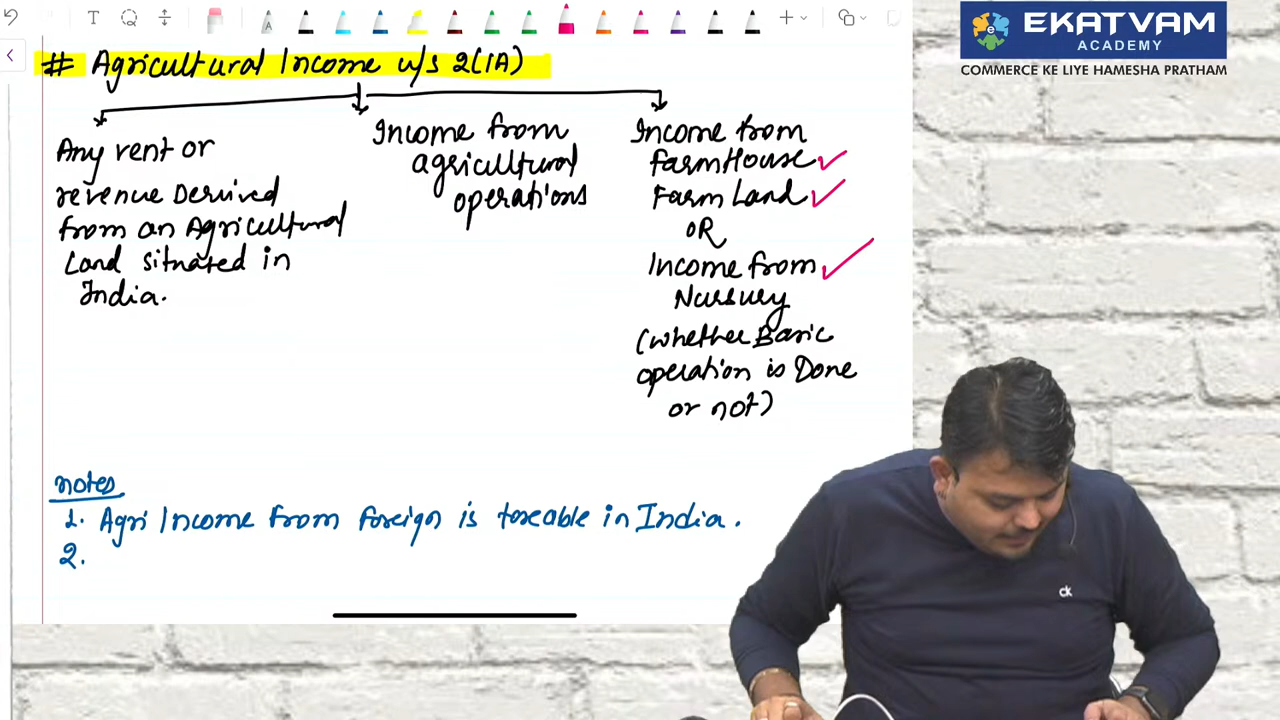 EKATVAM
ACADEMY
COMMERCE KE LIYE HAMESHA PRATHAM
# Agricultural Income u/s 2(1A)
Any rent or
revenue Derived
from an Agricultural
Land situated in
India.
Income from
agricultural
operations
Income from
FarmHouse
Farm Land
OR
Income from
Nursury
(whether Basic
operation is Done
or not)
notes
1. Agri Income from foreign is taxable in India.
2.
ck